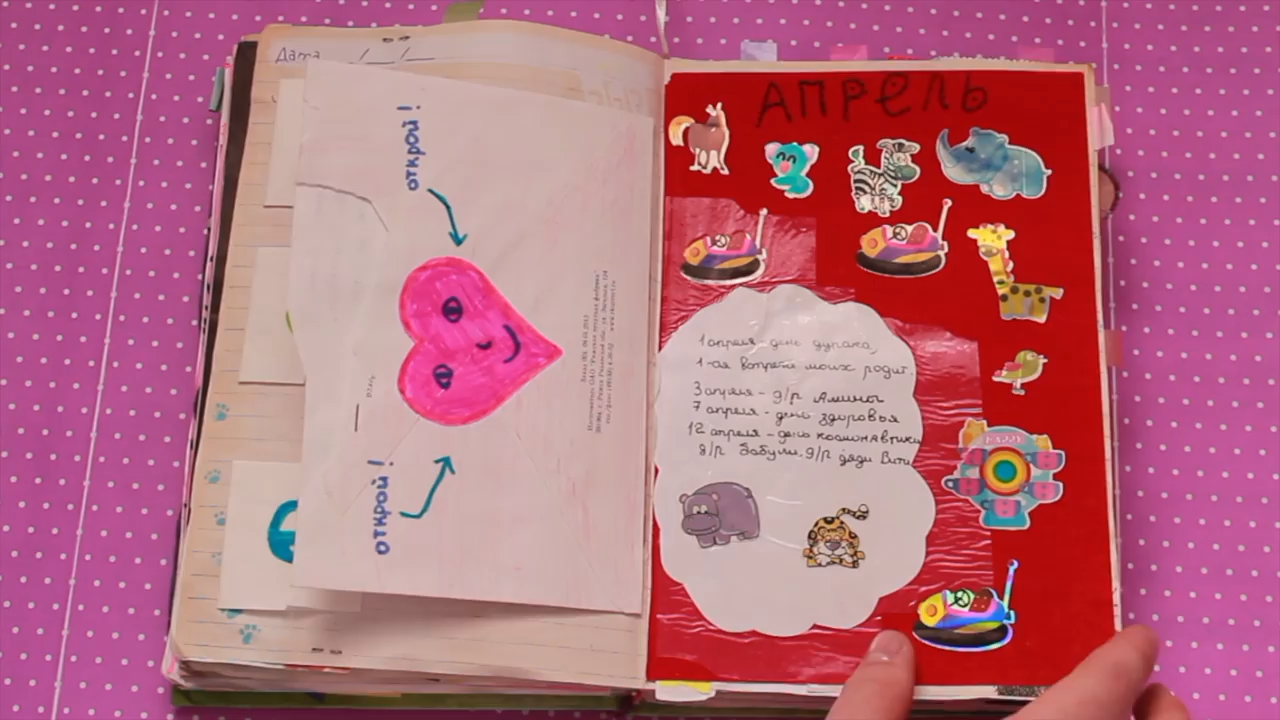 Дата
открой!
открой!
АПРЕЛЬ
1 апреля - день дурака,
1-ая встреча моих родит.
3 апреля - д/р Алины
7 апреля - день здоровья
12 апреля - день космонавтики
д/р бабули, д/р дяди Вити
HAPPY